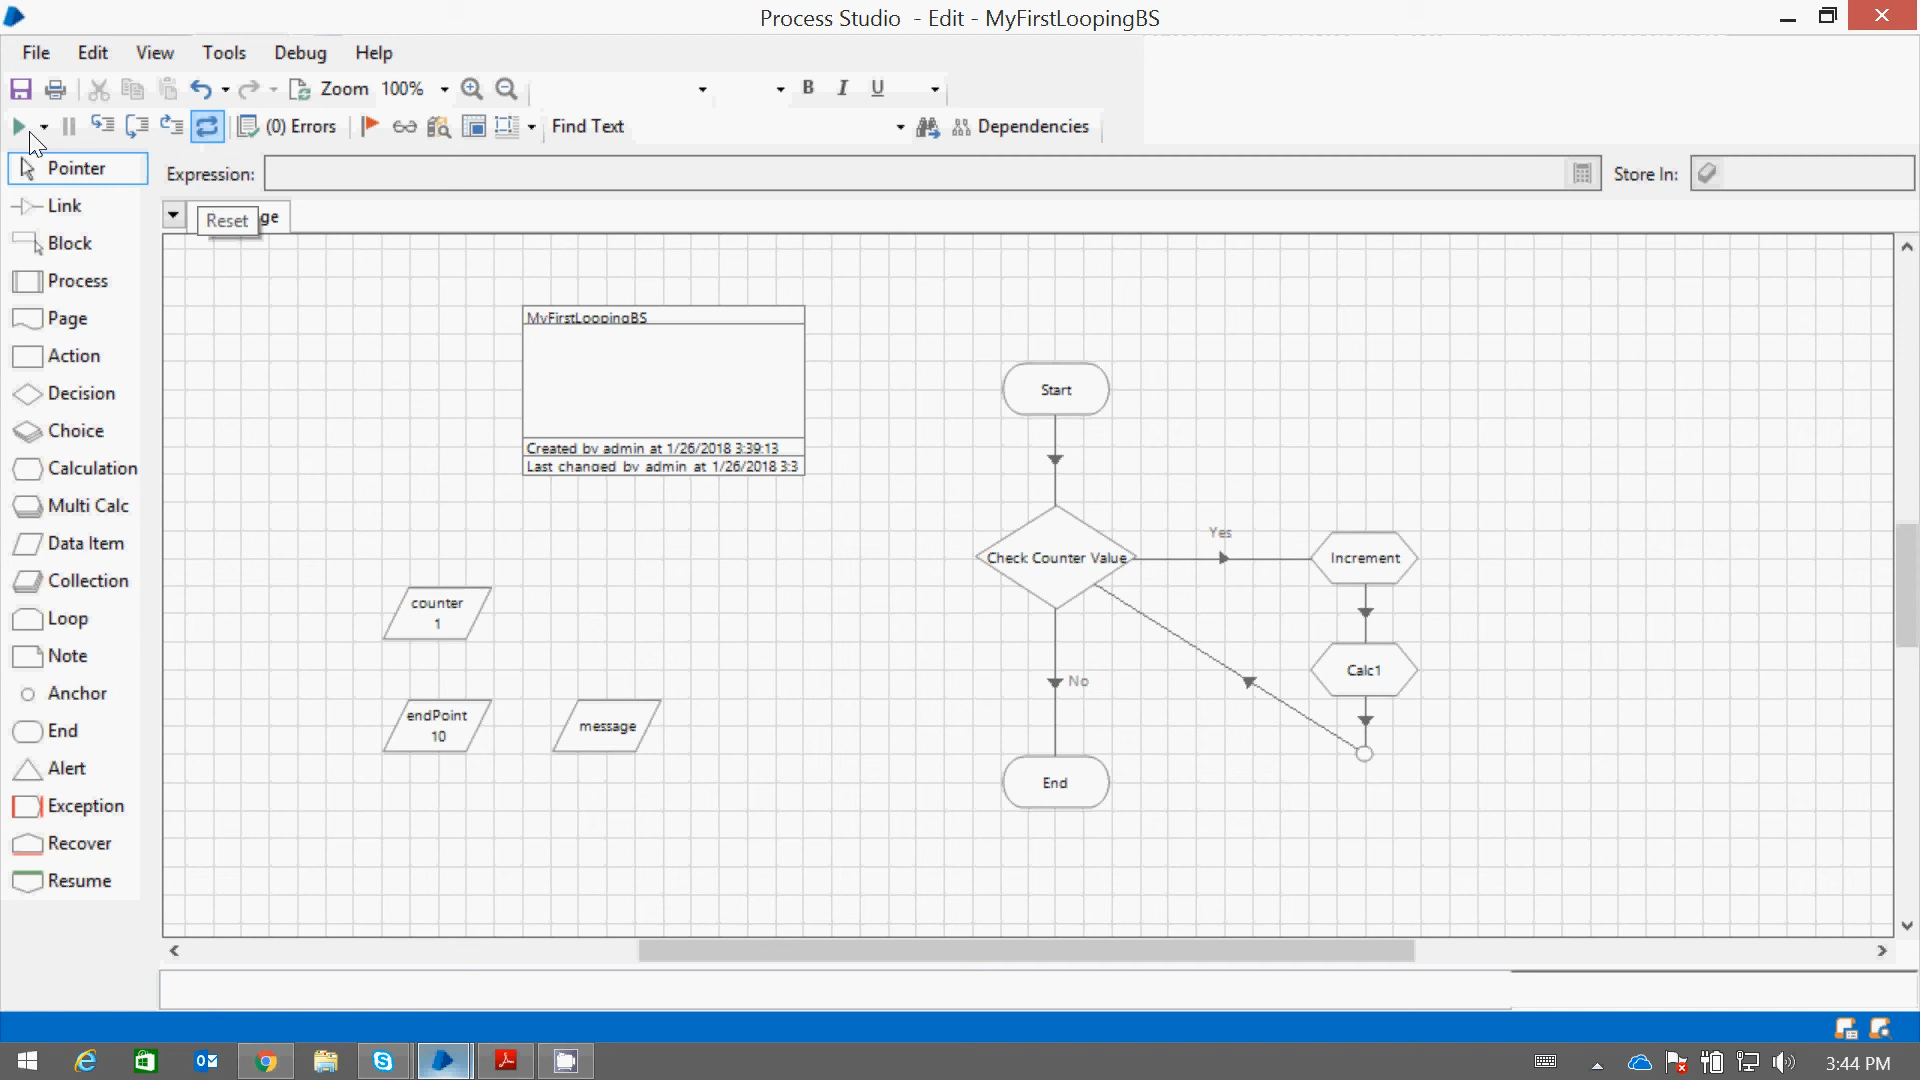 Process Studio  - Edit - MyFirstLoopingBS
File Edit View Tools Debug Help
Zoom 100% B I U
(0) Errors Find Text Dependencies
Pointer
Expression: Store In:
Link
Reset ge
Block
Process
Page
Action
Decision
Choice
Calculation
Multi Calc
Data Item
Collection
Loop
Note
Anchor
End
Alert
Exception
Recover
Resume
MyFirstLoopingBS
Created by admin at 1/26/2018 3:39:13
Last changed by admin at 1/26/2018 3:3
Start
Check Counter Value
Yes
Increment
counter
1
Calc1
No
endPoint
10
message
End
3:44 PM